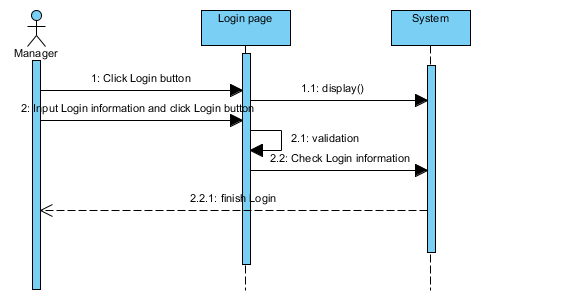 Login page
System
Manager
1: Click Login button
1.1: display()
2: Input Login information and click Login button
2.1: validation
2.2: Check Login information
2.2.1: finish Login